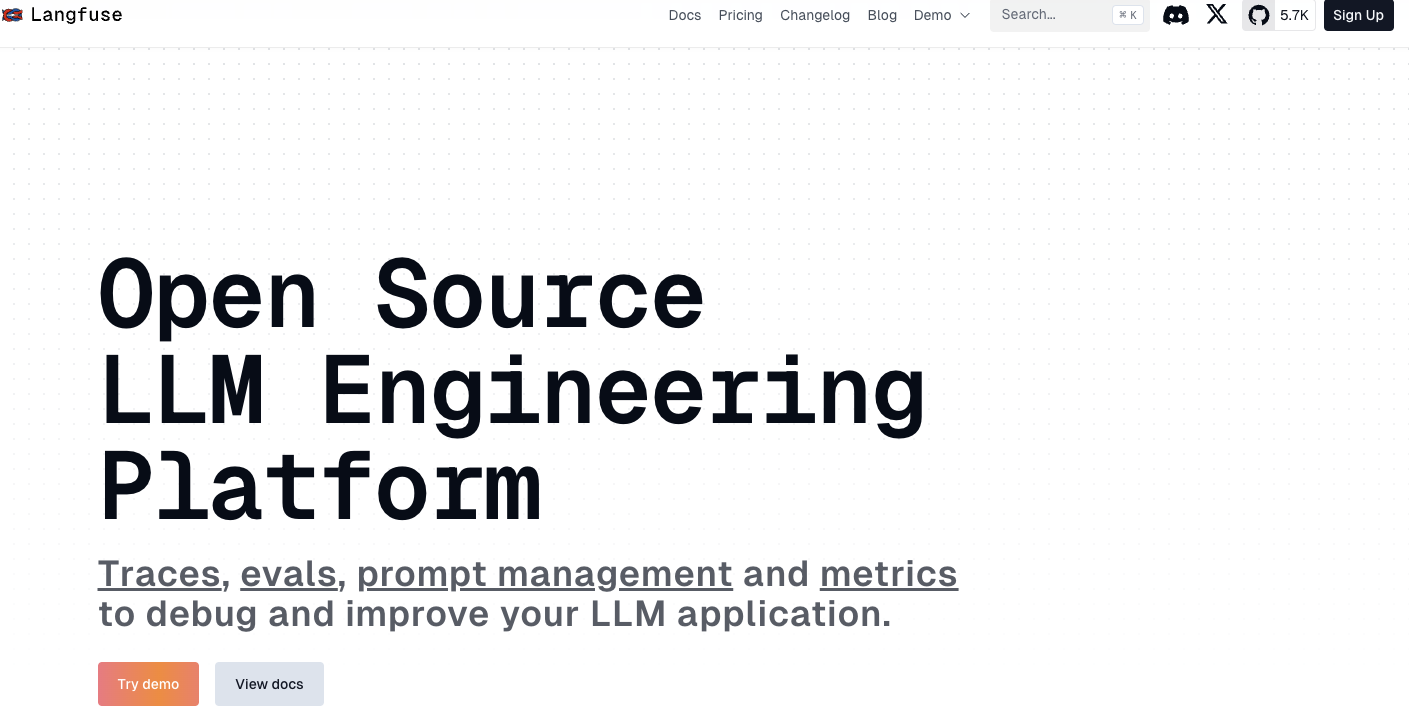 Langfuse
Docs Pricing Changelog Blog Demo Search... ⌘ K 5.7K Sign Up
Open Source
LLM Engineering
Platform
Traces, evals, prompt management and metrics
to debug and improve your LLM application.
Try demo View docs